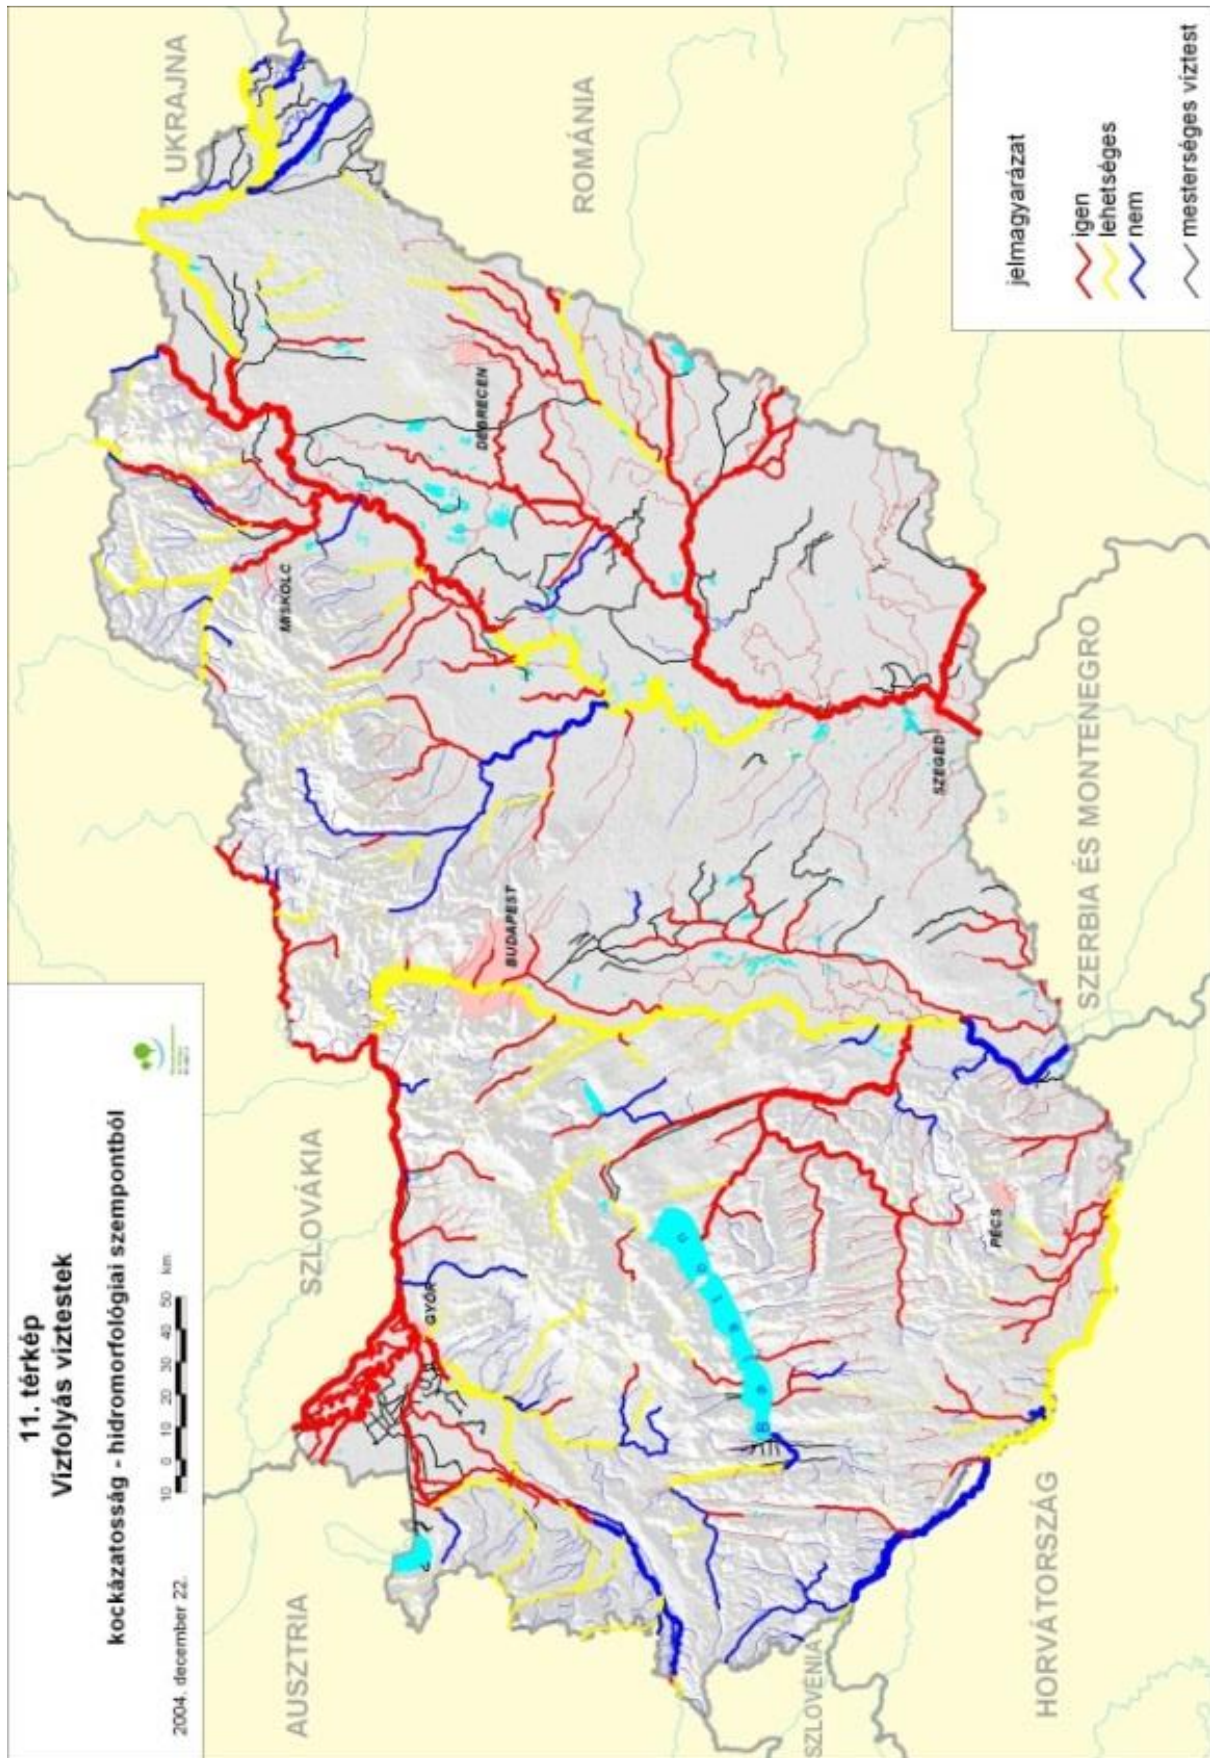 11. térkép
Vízfolyás víztestek
kockázatosság - hidromorfológiai szempontból
2004. december 22.
10 0 10 20 30 40 50 km
AUSZTRIA
SZLOVÁKIA
UKRAJNA
ROMÁNIA
SZERBIA ÉS MONTENEGRO
HORVÁTORSZÁG
SZLOVÉNIA
GYŐR
BUDAPEST
MISKOLC
DEBRECEN
SZEGED
PÉCS
jelmagyarázat
igen
lehetséges
nem
mesterséges víztest